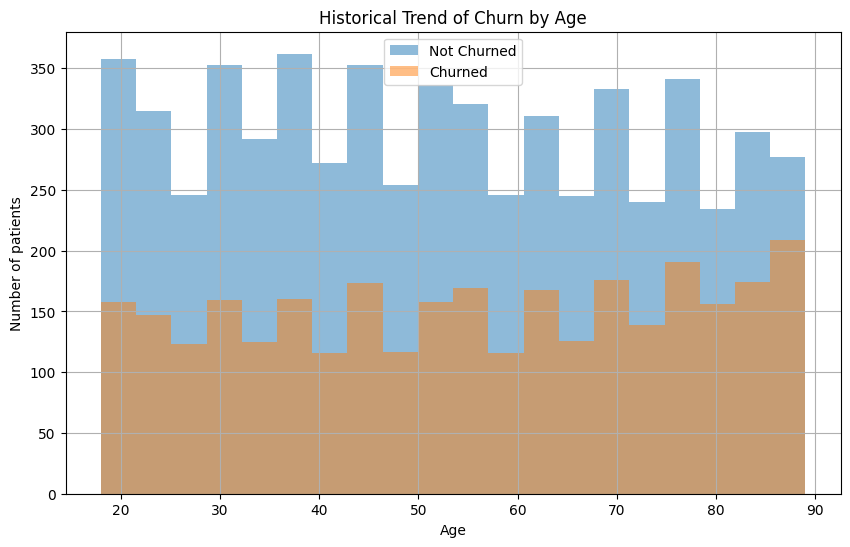 Historical Trend of Churn by Age
Not Churned
Churned
Number of patients
350
300
250
200
150
100
50
0
20 30 40 50 60 70 80 90
Age